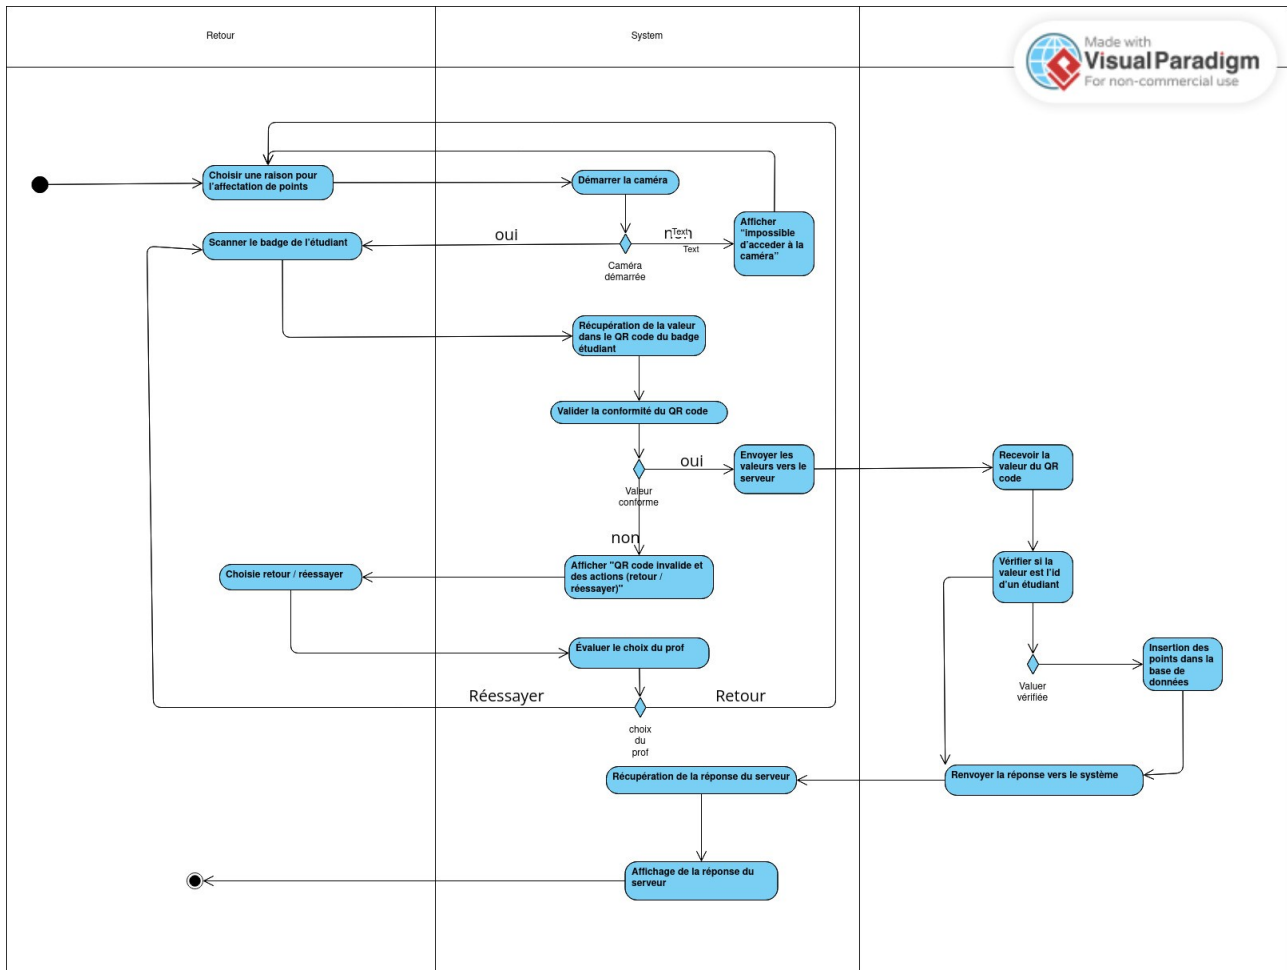 Retour
System
Made with
Visual Paradigm
For non-commercial use
Choisir une raison pour
l'affectation de points
Démarrer la caméra
Scanner le badge de l'étudiant
oui
non
Text
Text
Afficher
"impossible
d'acceder à la
caméra"
Caméra
démarrée
Récupération de la valeur
dans le QR code du badge
étudiant
Valider la conformité du QR code
oui
Valeur
conforme
Envoyer les
valeurs vers le
serveur
Recevoir la
valeur du QR
code
non
Choisie retour / réessayer
Afficher "QR code invalide et
des actions (retour /
réessayer)"
Vérifier si la
valeur est l'id
d'un étudiant
Évaluer le choix du prof
Insertion des
points dans la
base de
données
Valuer
vérifiée
Réessayer
Retour
choix
du
prof
Récupération de la réponse du serveur
Renvoyer la réponse vers le système
Affichage de la réponse du
serveur